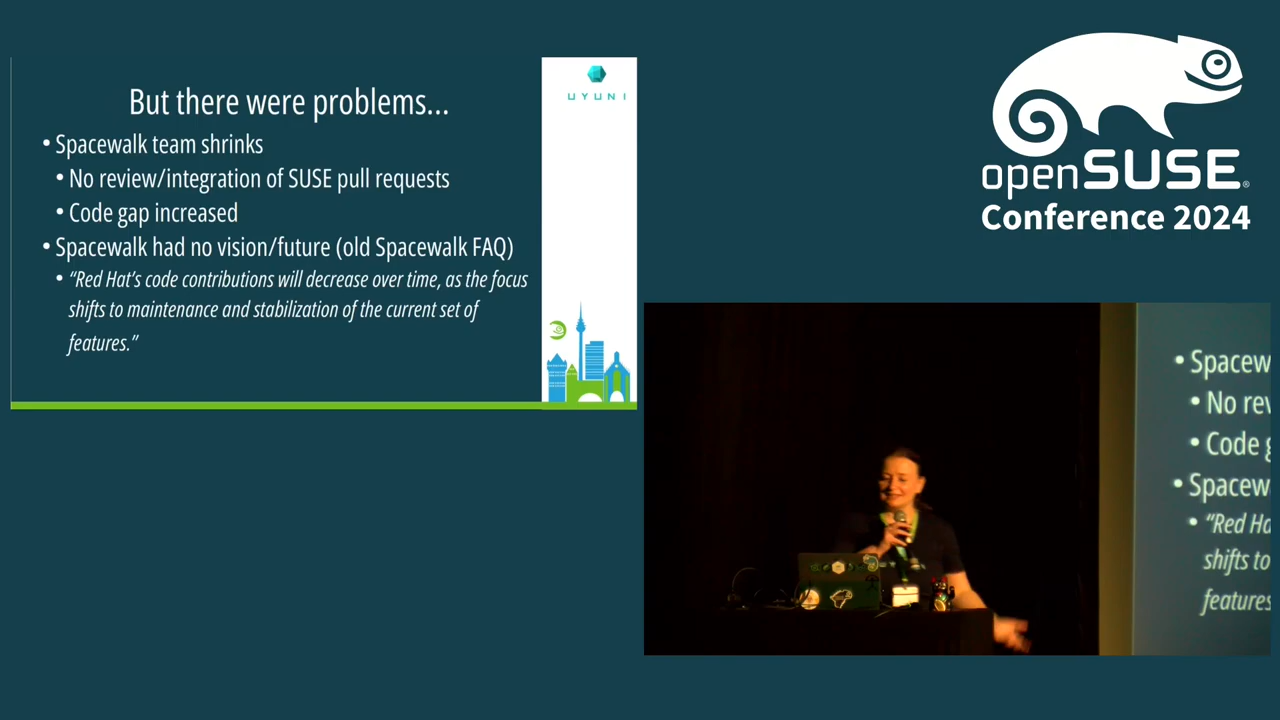 But there were problems...
• Spacewalk team shrinks
• No review/integration of SUSE pull requests
• Code gap increased
• Spacewalk had no vision/future (old Spacewalk FAQ)
• “Red Hat’s code contributions will decrease over time, as the focus
shifts to maintenance and stabilization of the current set of
features.”
UYUNI
openSUSE®
Conference 2024
• Spacew
• No rev
• Code g
• Spacew
• “Red Ha
shifts to
features